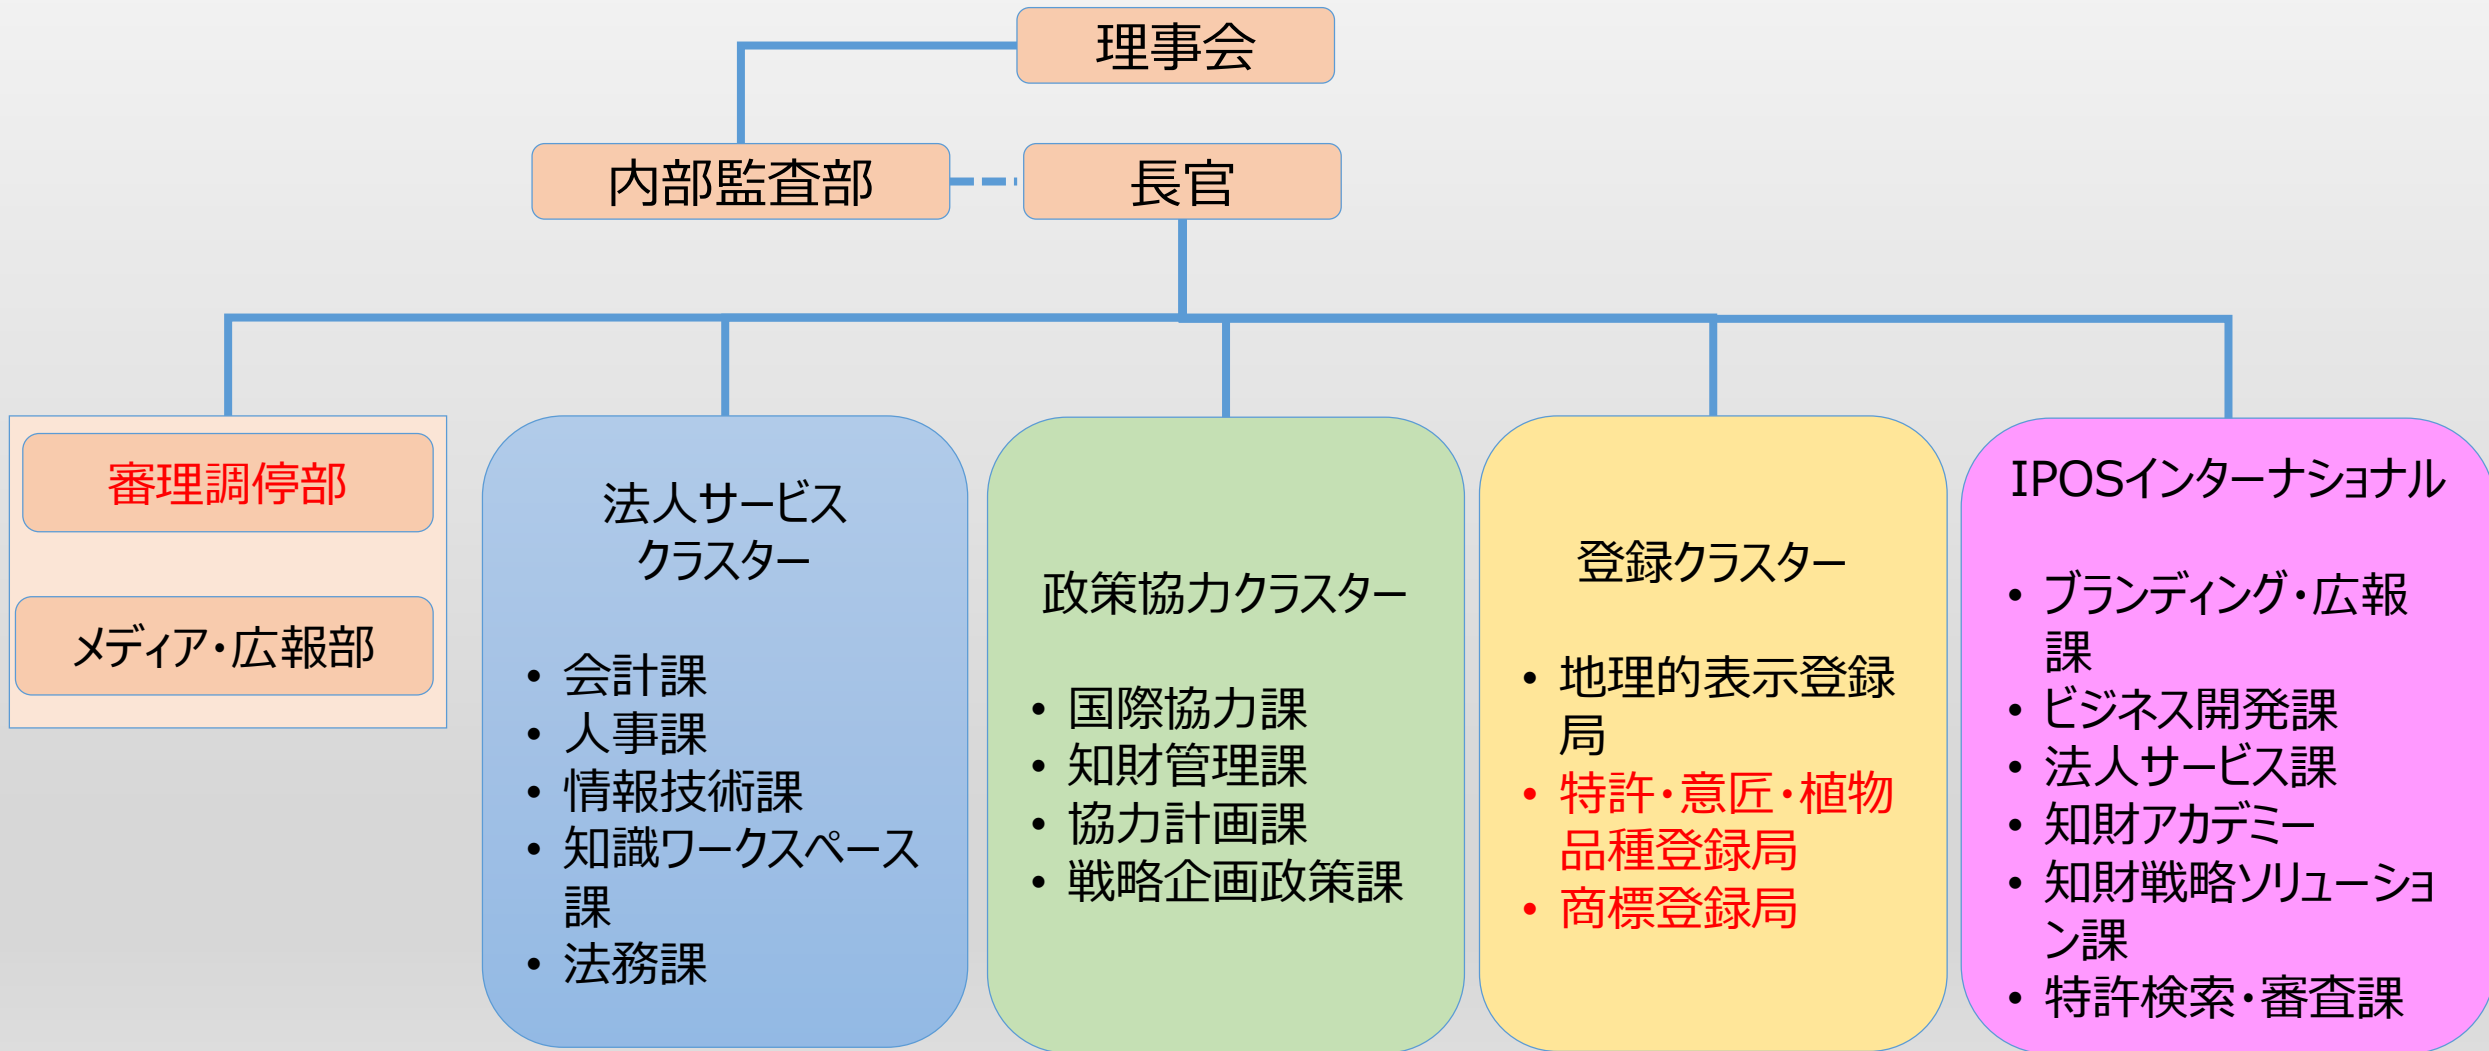 理事会
内部監査部
長官
審理調停部
メディア・広報部
法人サービス
クラスター
• 会計課
• 人事課
• 情報技術課
• 知識ワークスペース
課
• 法務課
政策協力クラスター
• 国際協力課
• 知財管理課
• 協力計画課
• 戦略企画政策課
登録クラスター
• 地理的表示登録
局
• 特許・意匠・植物
品種登録局
• 商標登録局
IPOSインターナショナル
• ブランディング・広報
課
• ビジネス開発課
• 法人サービス課
• 知財アカデミー
• 知財戦略ソリューショ
ン課
• 特許検索・審査課